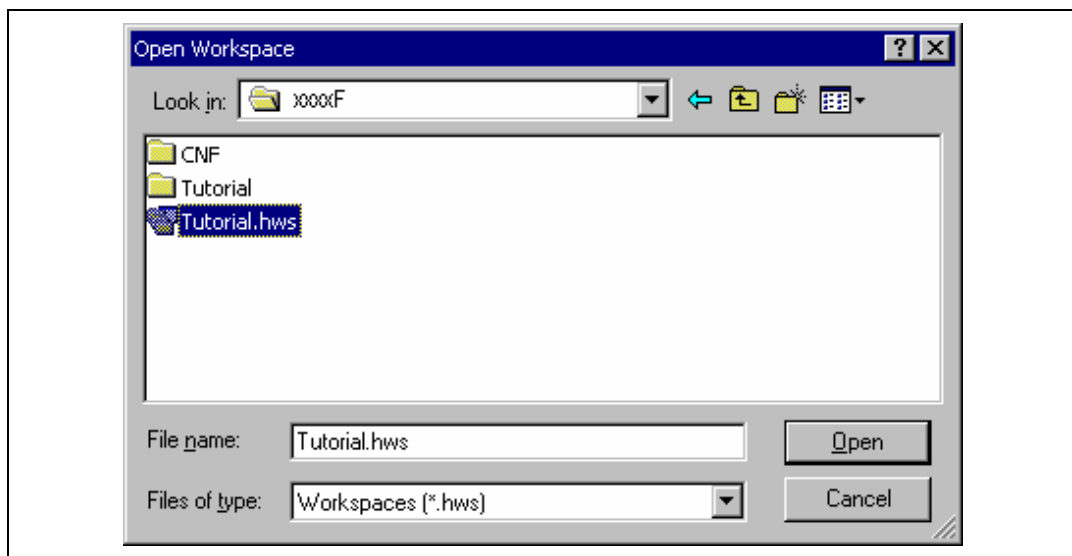 Open Workspace
Look in: xxxxF
CNF
Tutorial
Tutorial.hws
File name: Tutorial.hws Open
Files of type: Workspaces (*.hws) Cancel